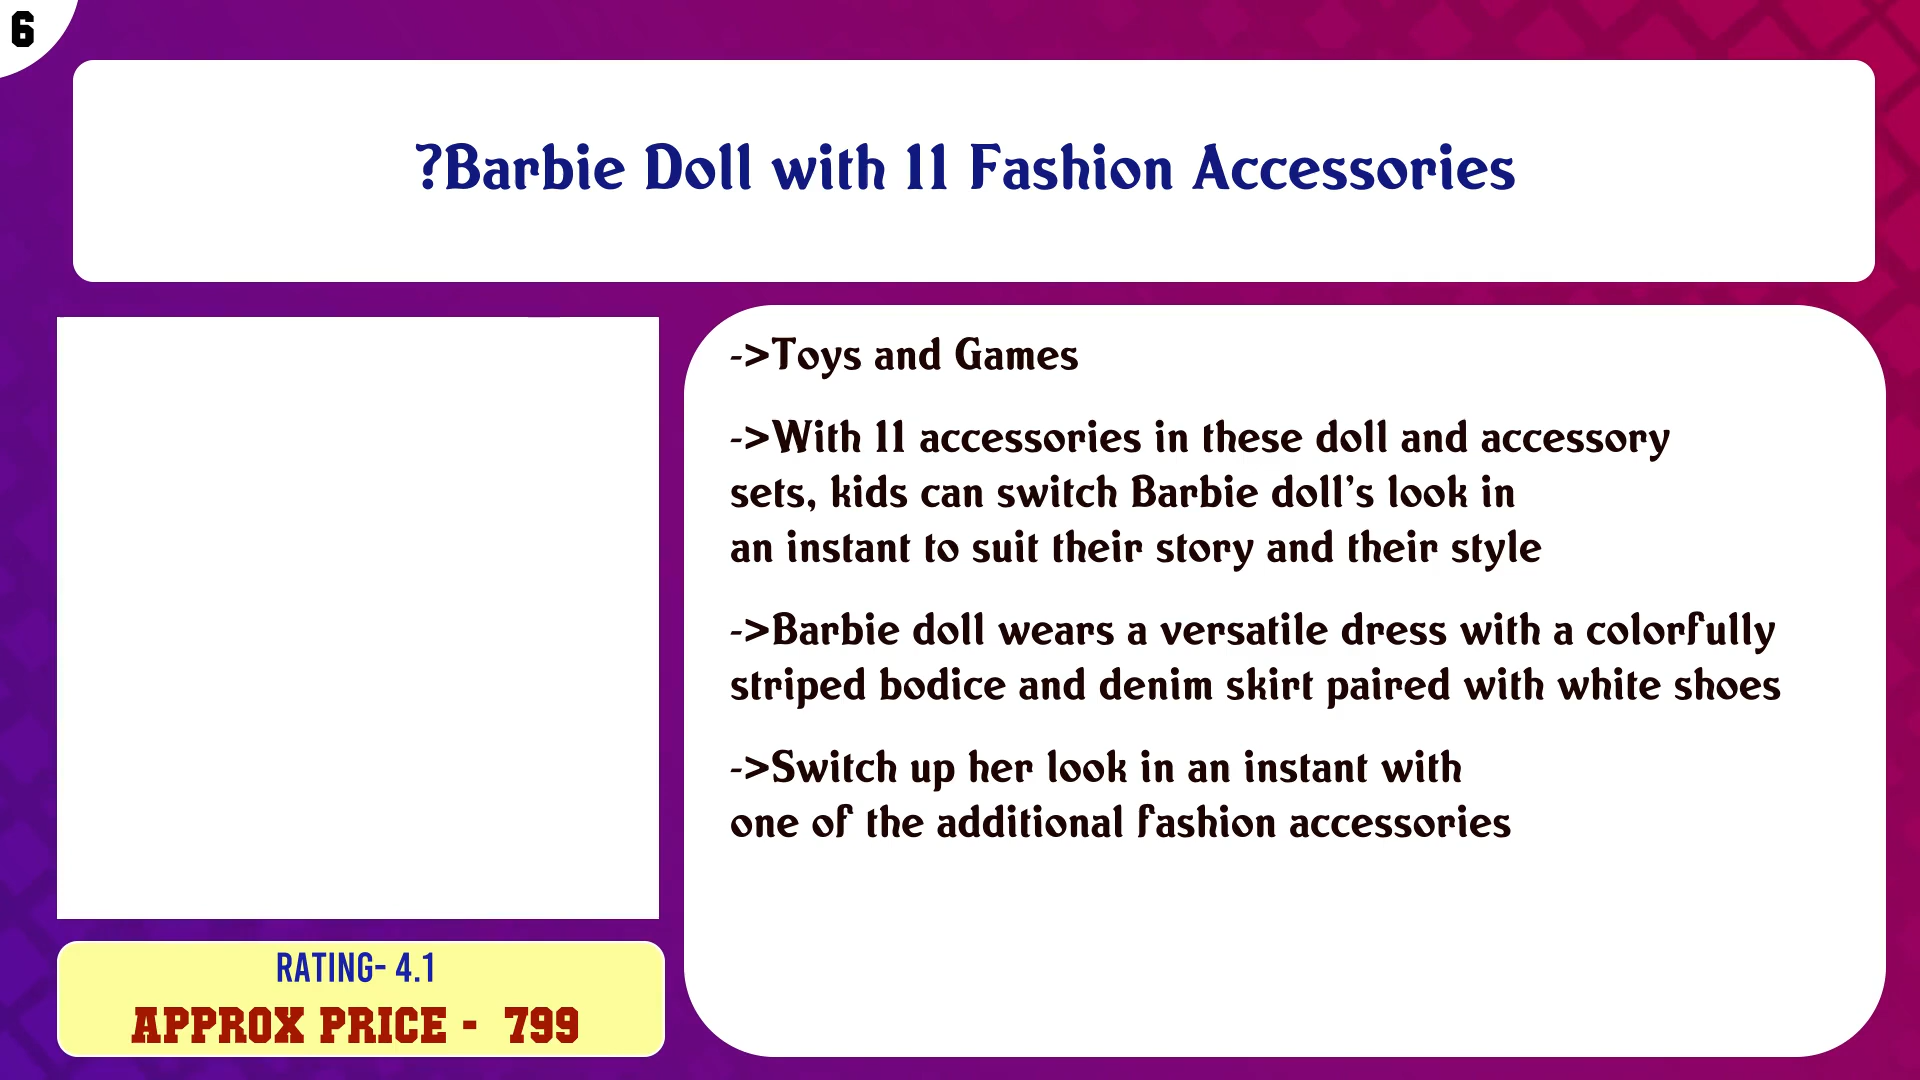 6
?Barbie Doll with 11 Fashion Accessories
->Toys and Games
->With 11 accessories in these doll and accessory
sets, kids can switch Barbie doll's look in
an instant to suit their story and their style
->Barbie doll wears a versatile dress with a colorfully
striped bodice and denim skirt paired with white shoes
->Switch up her look in an instant with
one of the additional fashion accessories
RATING- 4.1
APPROX PRICE -  799